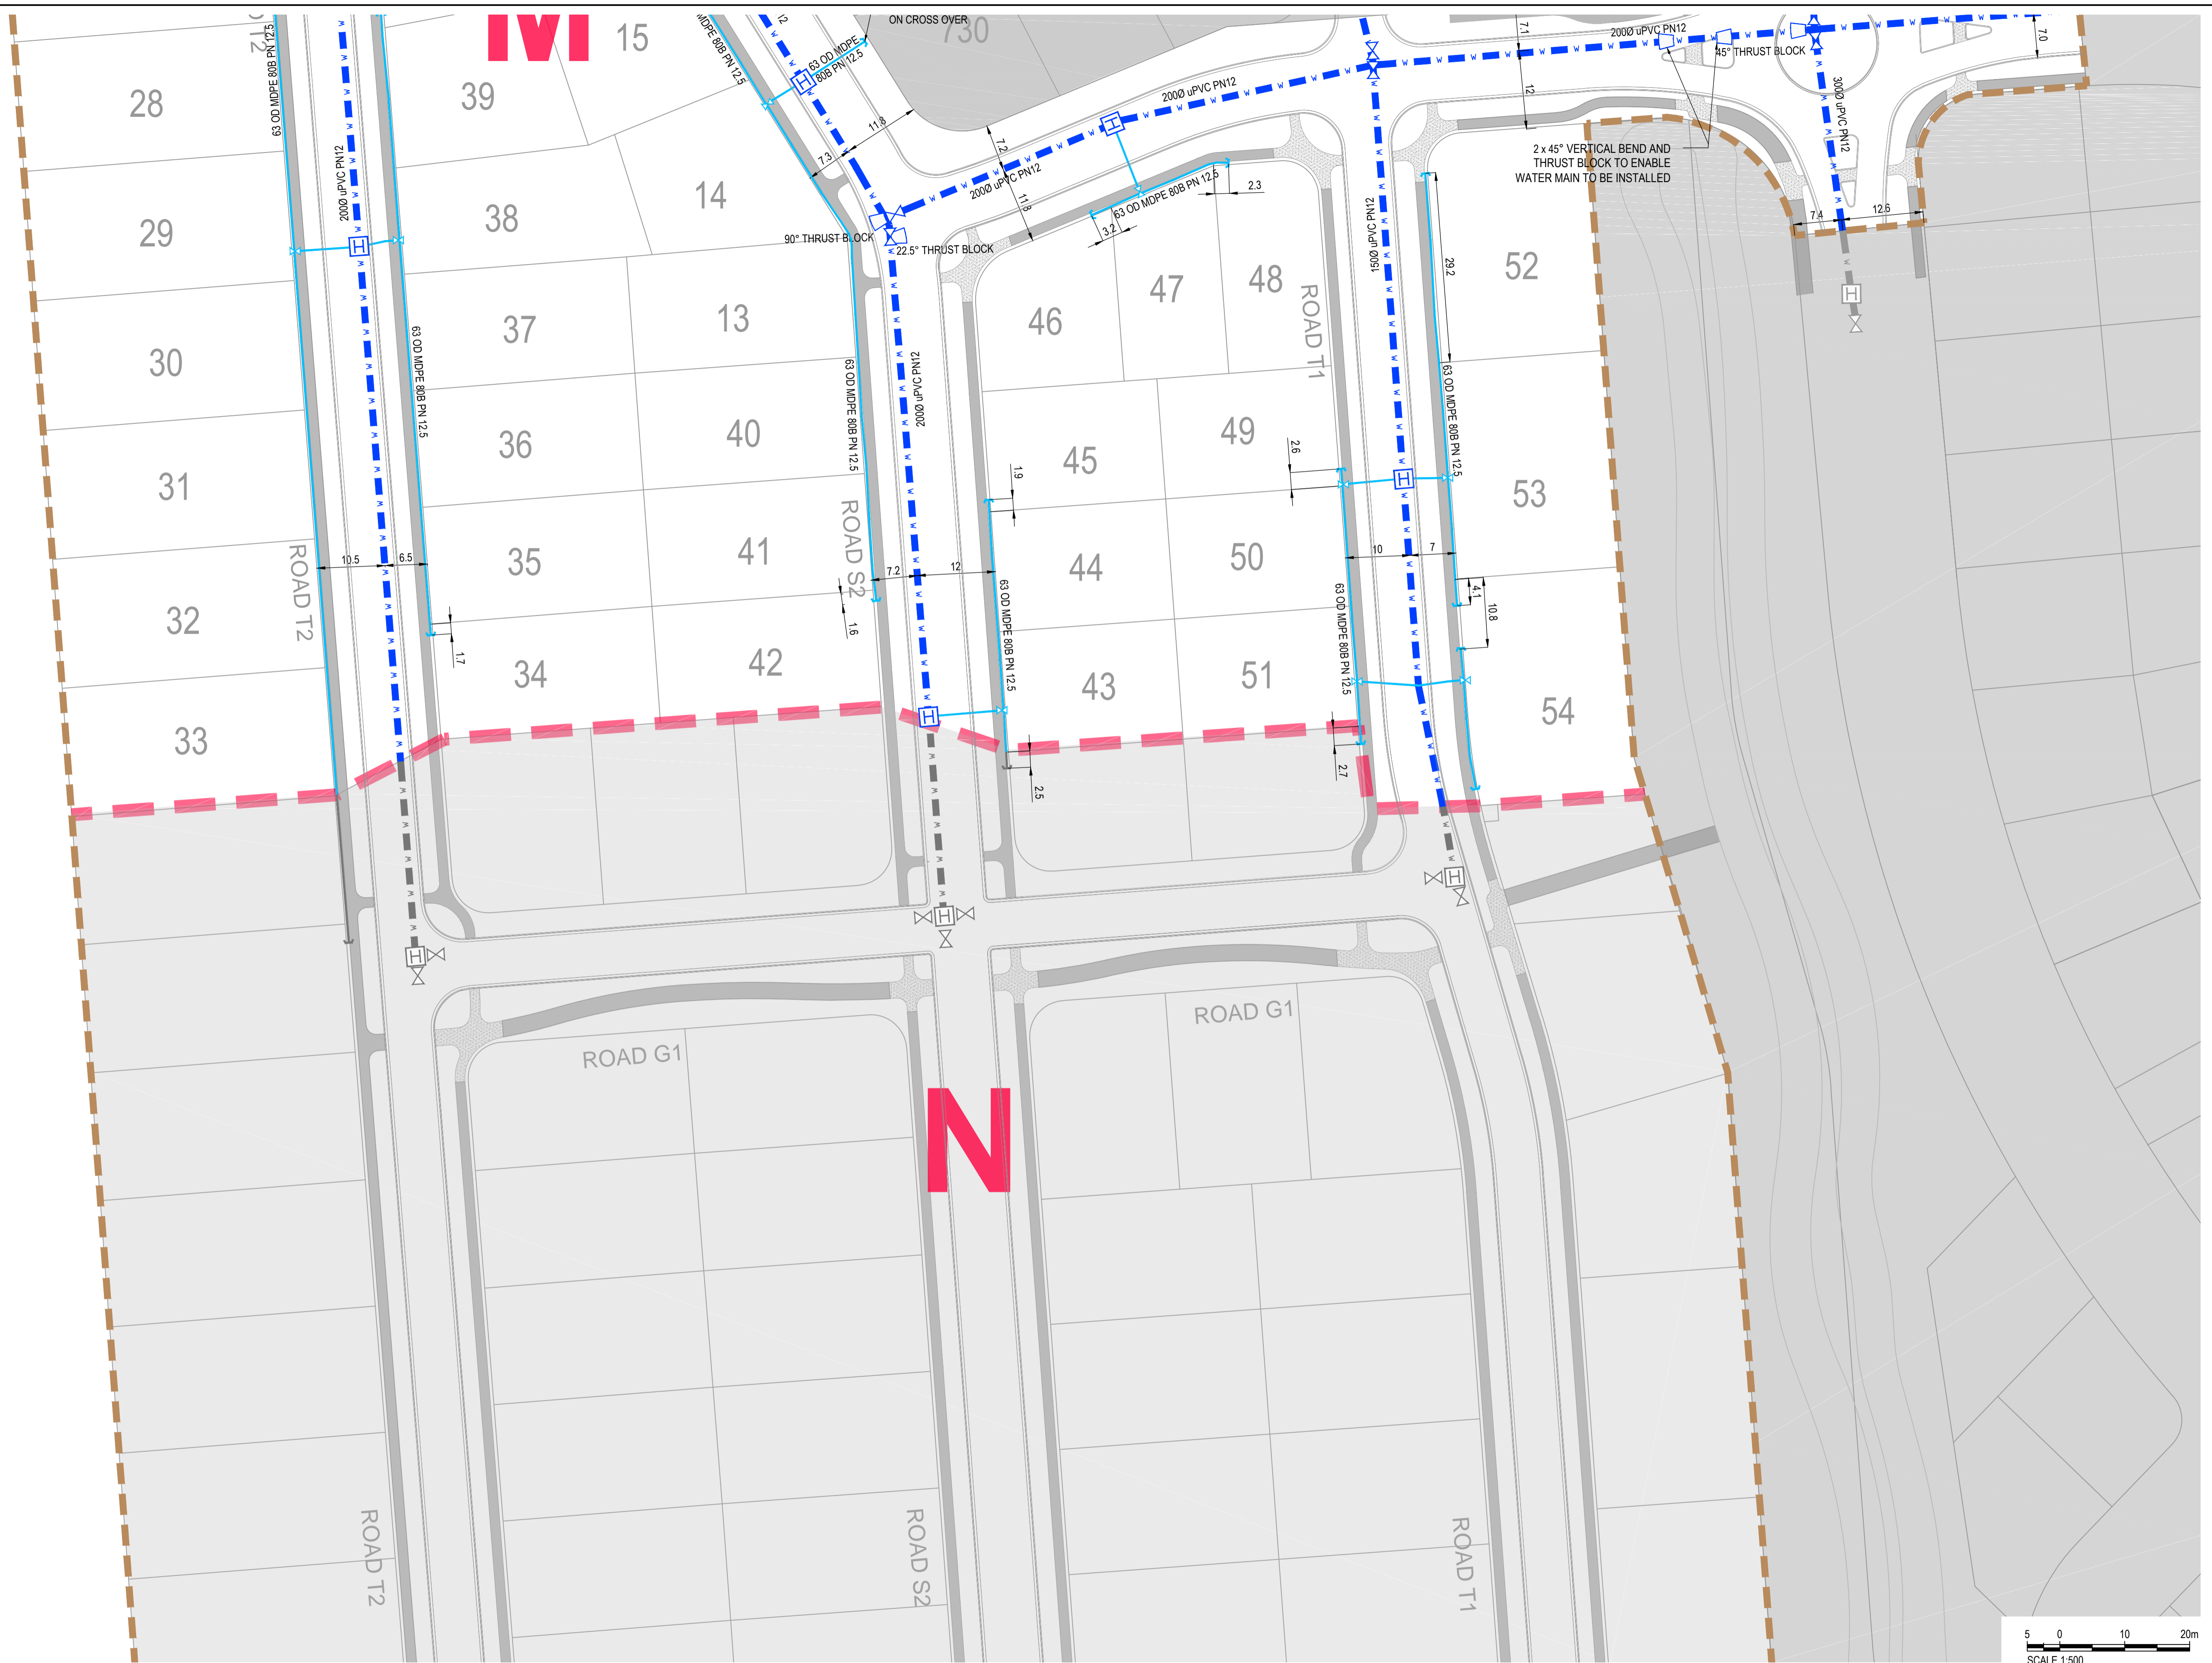 ON CROSS OVER
M
15
730
12
7.1
200Ø uPVC PN12
45° THRUST BLOCK
7.0
T2
63 OD MDPE 80B PN 12.5
MDPE 80B PN 12.5
63 OD MDPE
80B PN 12.5
28
39
200Ø uPVC PN12
12
300Ø uPVC PN12
11.8
7.2
7.3
2 x 45° VERTICAL BEND AND
THRUST BLOCK TO ENABLE
WATER MAIN TO BE INSTALLED
200Ø uPVC PN12
14
200Ø uPVC PN12
11.8
63 OD MDPE 80B PN 12.5
2.3
3.2
29
38
90° THRUST BLOCK
22.5° THRUST BLOCK
150Ø uPVC PN12
29.2
7.4
12.6
52
46
47
48
ROAD T1
H
30
37
13
63 OD MDPE 80B PN 12.5
63 OD MDPE 80B PN 12.5
200Ø uPVC PN12
63 OD MDPE 80B PN 12.5
36
40
45
49
2.6
1.9
31
53
ROAD T2
35
41
ROAD S2
44
50
10.5
6.5
7.2
12
10
7
4.1
10.8
63 OD MDPE 80B PN 12.5
63 OD MDPE 80B PN 12.5
32
1.7
1.6
34
42
43
51
54
33
2.5
2.7
ROAD G1
ROAD G1
N
ROAD T2
ROAD S2
ROAD T1
5 0 10 20m
SCALE 1:500